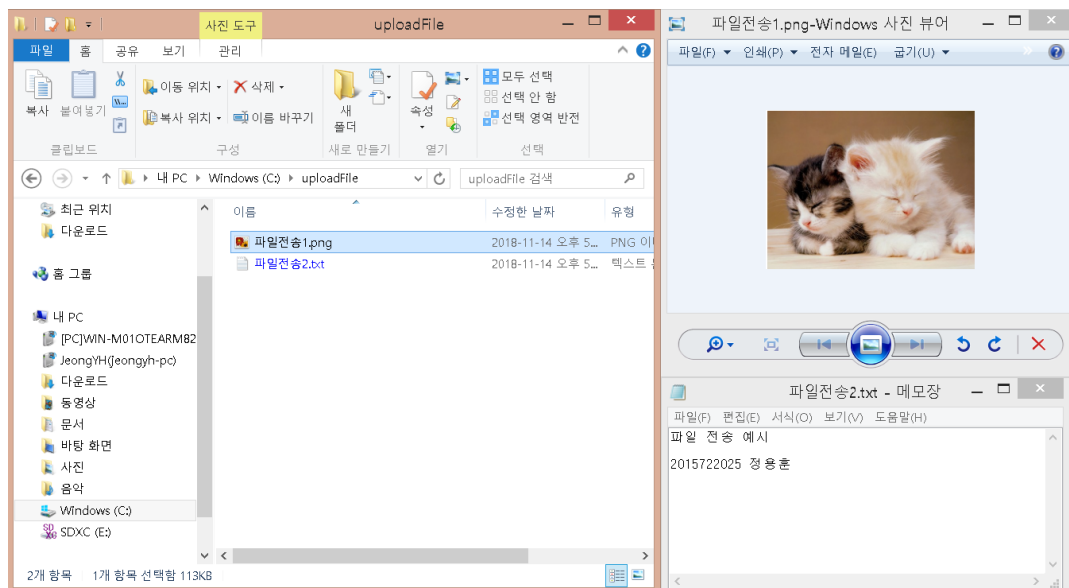 사진 도구
uploadFile
파일
홈
공유
보기
관리
복사
붙여넣기
이동 위치
복사 위치
삭제
이름 바꾸기
새
폴더
속성
모두 선택
선택 안 함
선택 영역 반전
클립보드
구성
새로 만들기
열기
선택
내 PC
Windows (C:)
uploadFile
uploadFile 검색
최근 위치
다운로드
홈 그룹
내 PC
[PC]WIN-M01OTEARM82
JeongYH(jeongyh-pc)
다운로드
동영상
문서
바탕 화면
사진
음악
Windows (C:)
SDXC (E:)
이름
수정한 날짜
유형
파일전송1.png
2018-11-14 오후 5...
PNG
파일전송2.txt
2018-11-14 오후 5...
텍스트
2개 항목
1개 항목 선택함 113KB
파일전송1.png-Windows 사진 뷰어
파일(F)
인쇄(P)
전자 메일(E)
굽기(U)
파일전송2.txt - 메모장
파일(F) 편집(E) 서식(O) 보기(V) 도움말(H)
파일 전송 예시
2015722025 정용훈